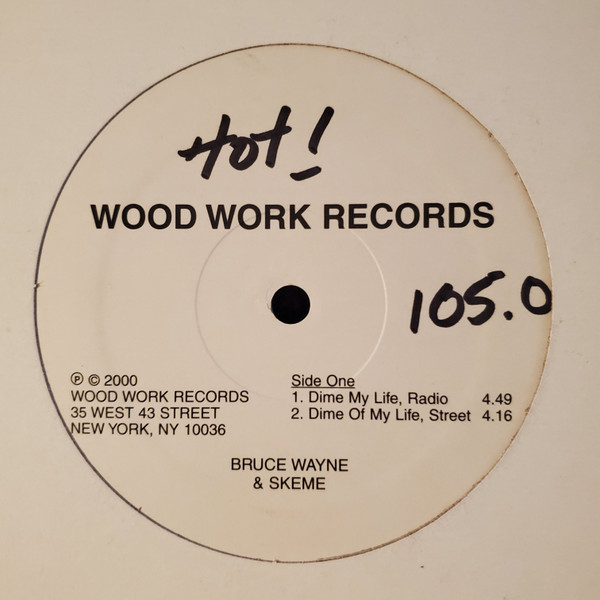 Hot!
WOOD WORK RECORDS
105.0
℗ © 2000
WOOD WORK RECORDS
35 WEST 43 STREET
NEW YORK, NY 10036
Side One
1. Dime My Life, Radio 4.49
2. Dime Of My Life, Street 4.16
BRUCE WAYNE
& SKEME